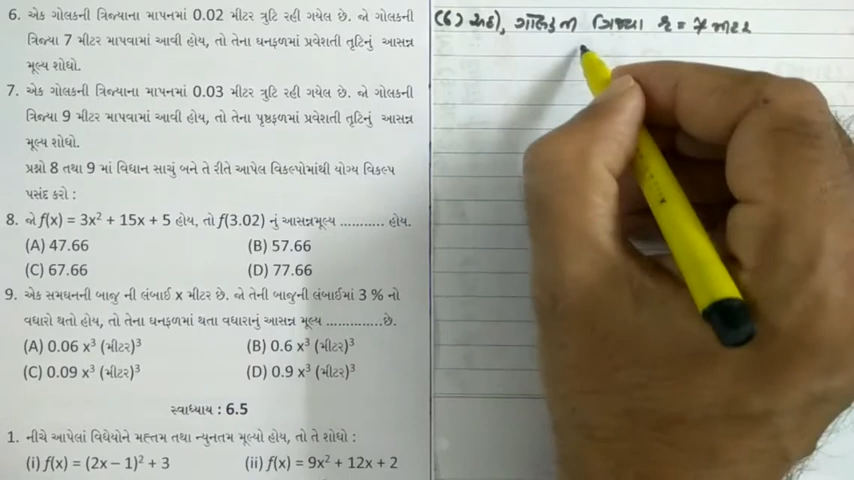 6. એક ગોલકની ત્રિજ્યાના માપનમાં 0.02 મીટર ત્રુટિ રહી ગયેલ છે. જો ગોલકની
ત્રિજ્યા 7 મીટર માપવામાં આવી હોય, તો તેના ઘનફળમાં પ્રવેશતી તૃટિનું આસન્ન
મૂલ્ય શોધો.
7. એક ગોલકની ત્રિજ્યાના માપનમાં 0.03 મીટર ત્રુટિ રહી ગયેલ છે. જો ગોલકની
ત્રિજ્યા 9 મીટર માપવામાં આવી હોય, તો તેના પૃષ્ઠફળમાં પ્રવેશતી તૃટિનું આસન્ન
મૂલ્ય શોધો.
પ્રશ્નો 8 તથા 9 માં વિધાન સાચું બને તે રીતે આપેલ વિકલ્પોમાંથી યોગ્ય વિકલ્પ
પસંદ કરો :
8. જો f(x) = 3x² + 15x + 5 હોય, તો f(3.02) નું આસન્નમૂલ્ય ........... હોય.
(A) 47.66 (B) 57.66
(C) 67.66 (D) 77.66
9. એક સમઘનની બાજુ ની લંબાઈ x મીટર છે. જો તેની બાજુની લંબાઈમાં 3 % નો
વધારો થતો હોય, તો તેના ઘનફળમાં થતા વધારાનું આસન્ન મૂલ્ય ..............છે.
(A) 0.06 x³ (મીટર)³ (B) 0.6 x³ (મીટર)³
(C) 0.09 x³ (મીટર)³ (D) 0.9 x³ (મીટર)³
સ્વાધ્યાય : 6.5
1. નીચે આપેલાં વિધેયોને મહત્તમ તથા ન્યુનતમ મૂલ્યો હોય, તો તે શોધો :
(i) f(x) = (2x − 1)² + 3 (ii) f(x) = 9x² + 12x + 2
(6) અહીં, ગોલકની ત્રિજ્યા r = 7 મીટર